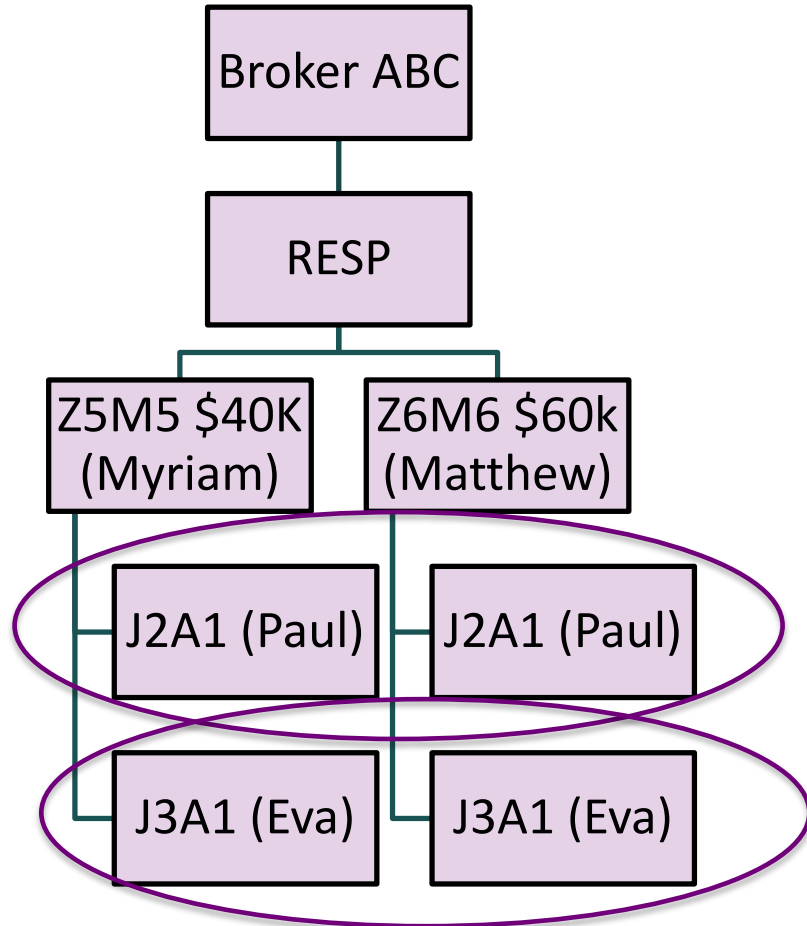 Broker ABC
RESP
Z5M5 $40K
(Myriam)
Z6M6 $60k
(Matthew)
J2A1 (Paul)
J2A1 (Paul)
J3A1 (Eva)
J3A1 (Eva)